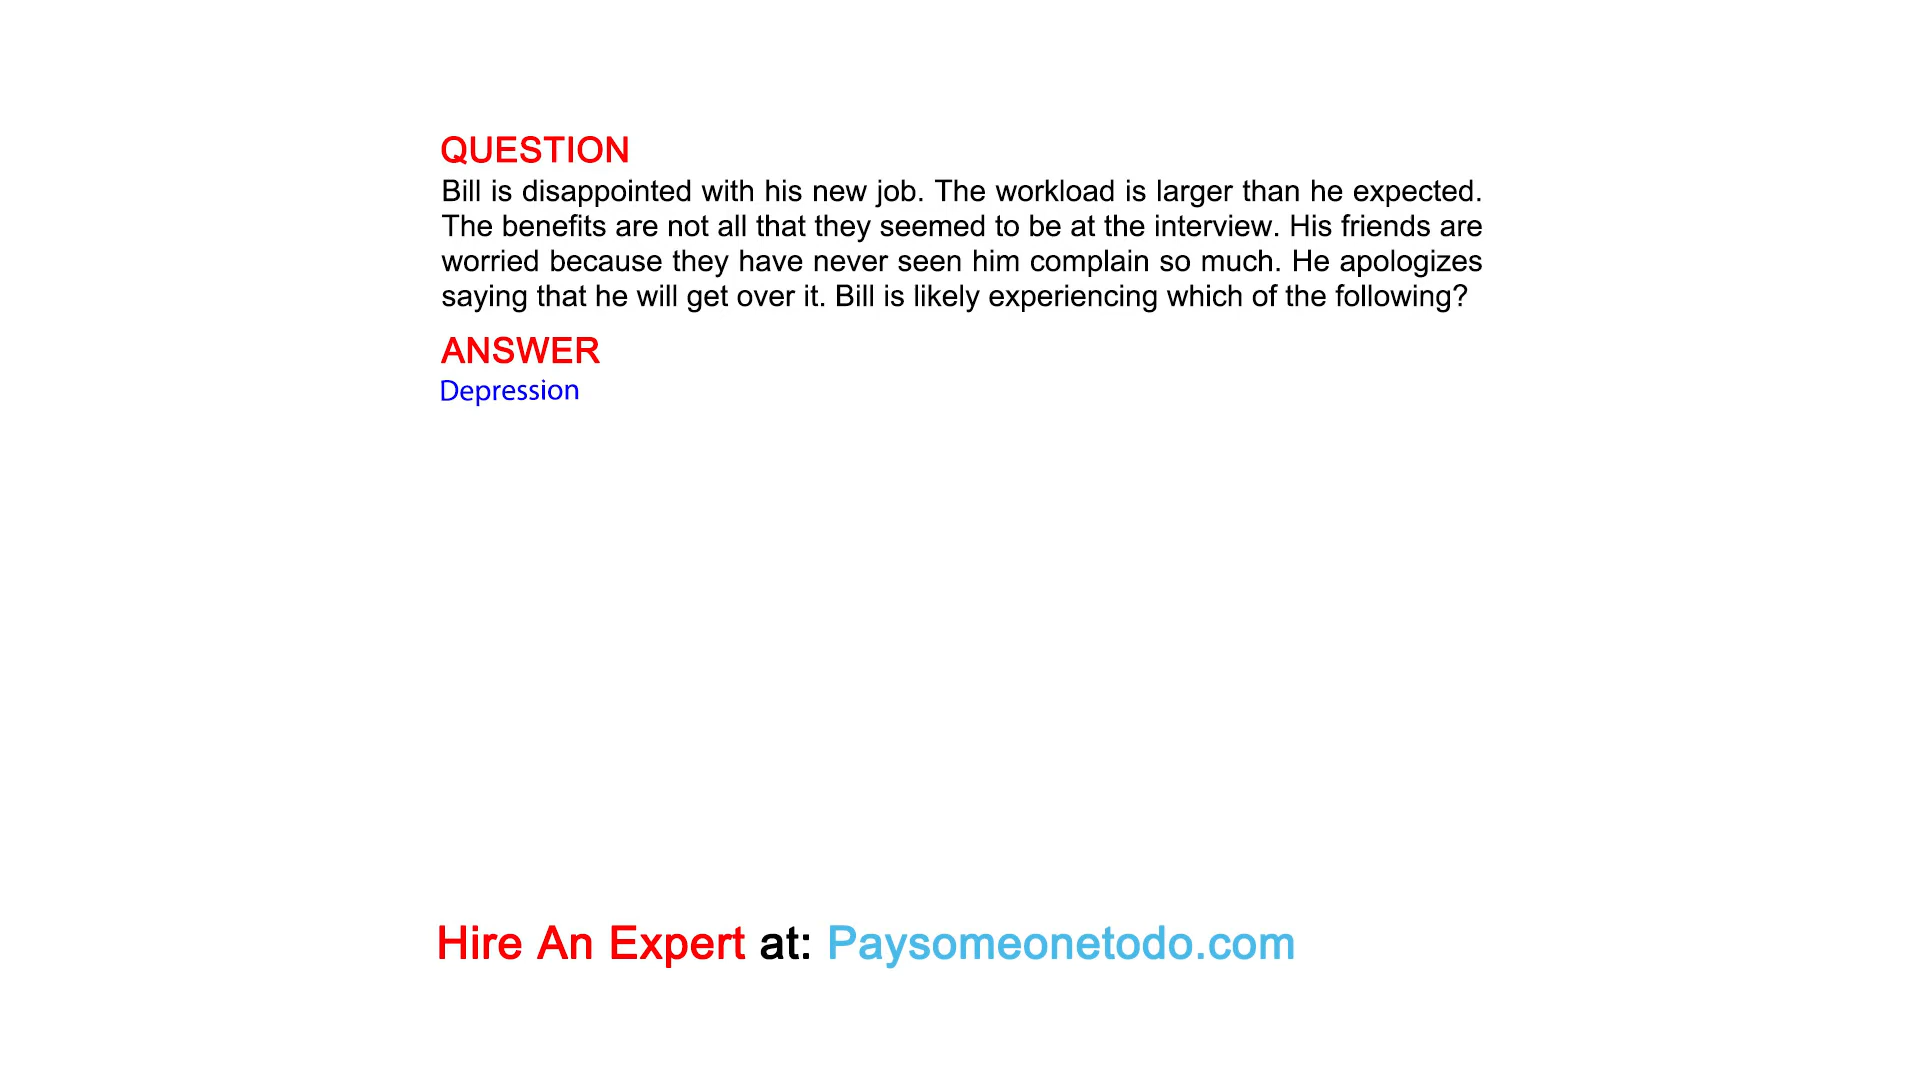 QUESTION
Bill is disappointed with his new job. The workload is larger than he expected.
The benefits are not all that they seemed to be at the interview. His friends are
worried because they have never seen him complain so much. He apologizes
saying that he will get over it. Bill is likely experiencing which of the following?
ANSWER
Depression
Hire An Expert at: Paysomeonetodo.com